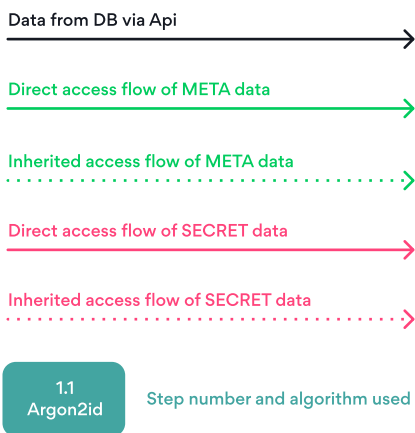 Data from DB via Api
Direct access flow of META data
Inherited access flow of META data
Direct access flow of SECRET data
Inherited access flow of SECRET data
1.1
Argon2id
Step number and algorithm used